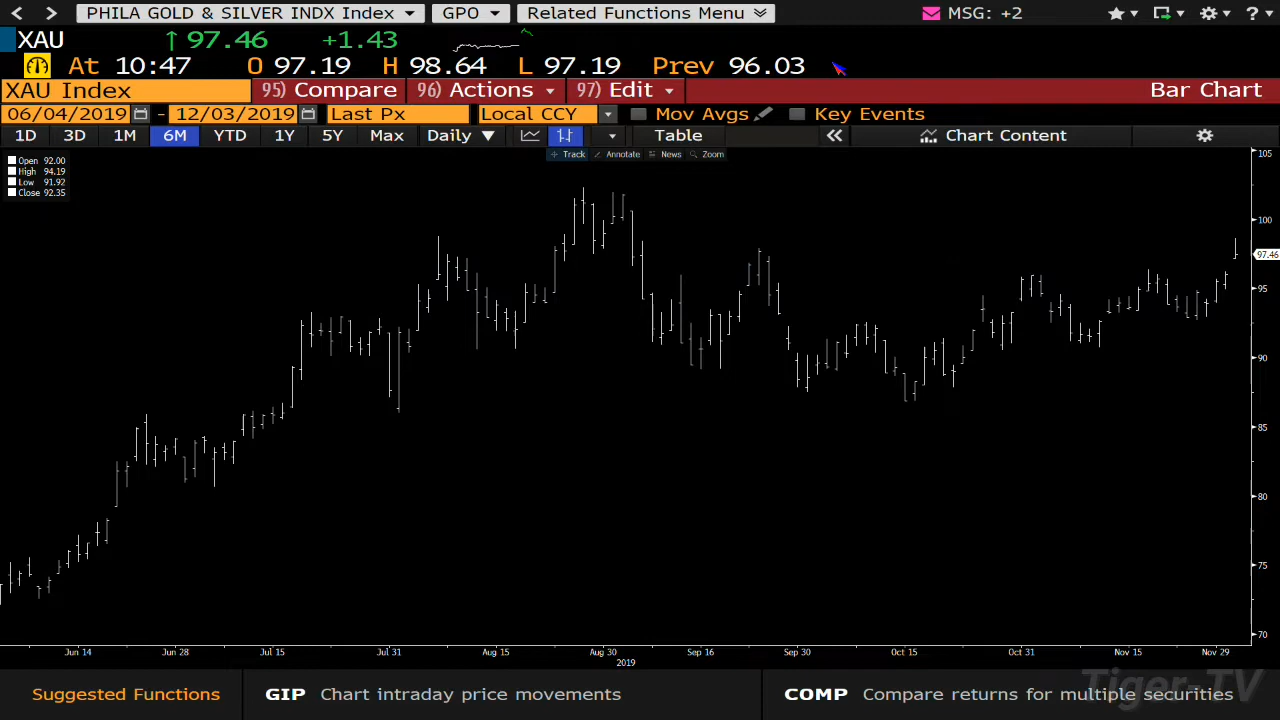 PHILA GOLD & SILVER INDX Index GPO Related Functions Menu MSG: +2 ?
XAU ↑ 97.46 +1.43
At 10:47 O 97.19 H 98.64 L 97.19 Prev 96.03
XAU Index 95) Compare 96) Actions 97) Edit Bar Chart
06/04/2019 - 12/03/2019 Last Px Local CCY Mov Avgs Key Events
1D 3D 1M 6M YTD 1Y 5Y Max Daily ▼ Table Chart Content
Track Annotate News Zoom
Open 92.00
High 94.19
Low 91.92
Close 92.35
105
100
97.46
95
90
85
80
75
70
Jun 14 Jun 28 Jul 15 Jul 31 Aug 15 Aug 30 Sep 16 Sep 30 Oct 15 Oct 31 Nov 15 Nov 29
2019
Suggested Functions GIP Chart intraday price movements COMP Compare returns for multiple securities
Tiger-TV